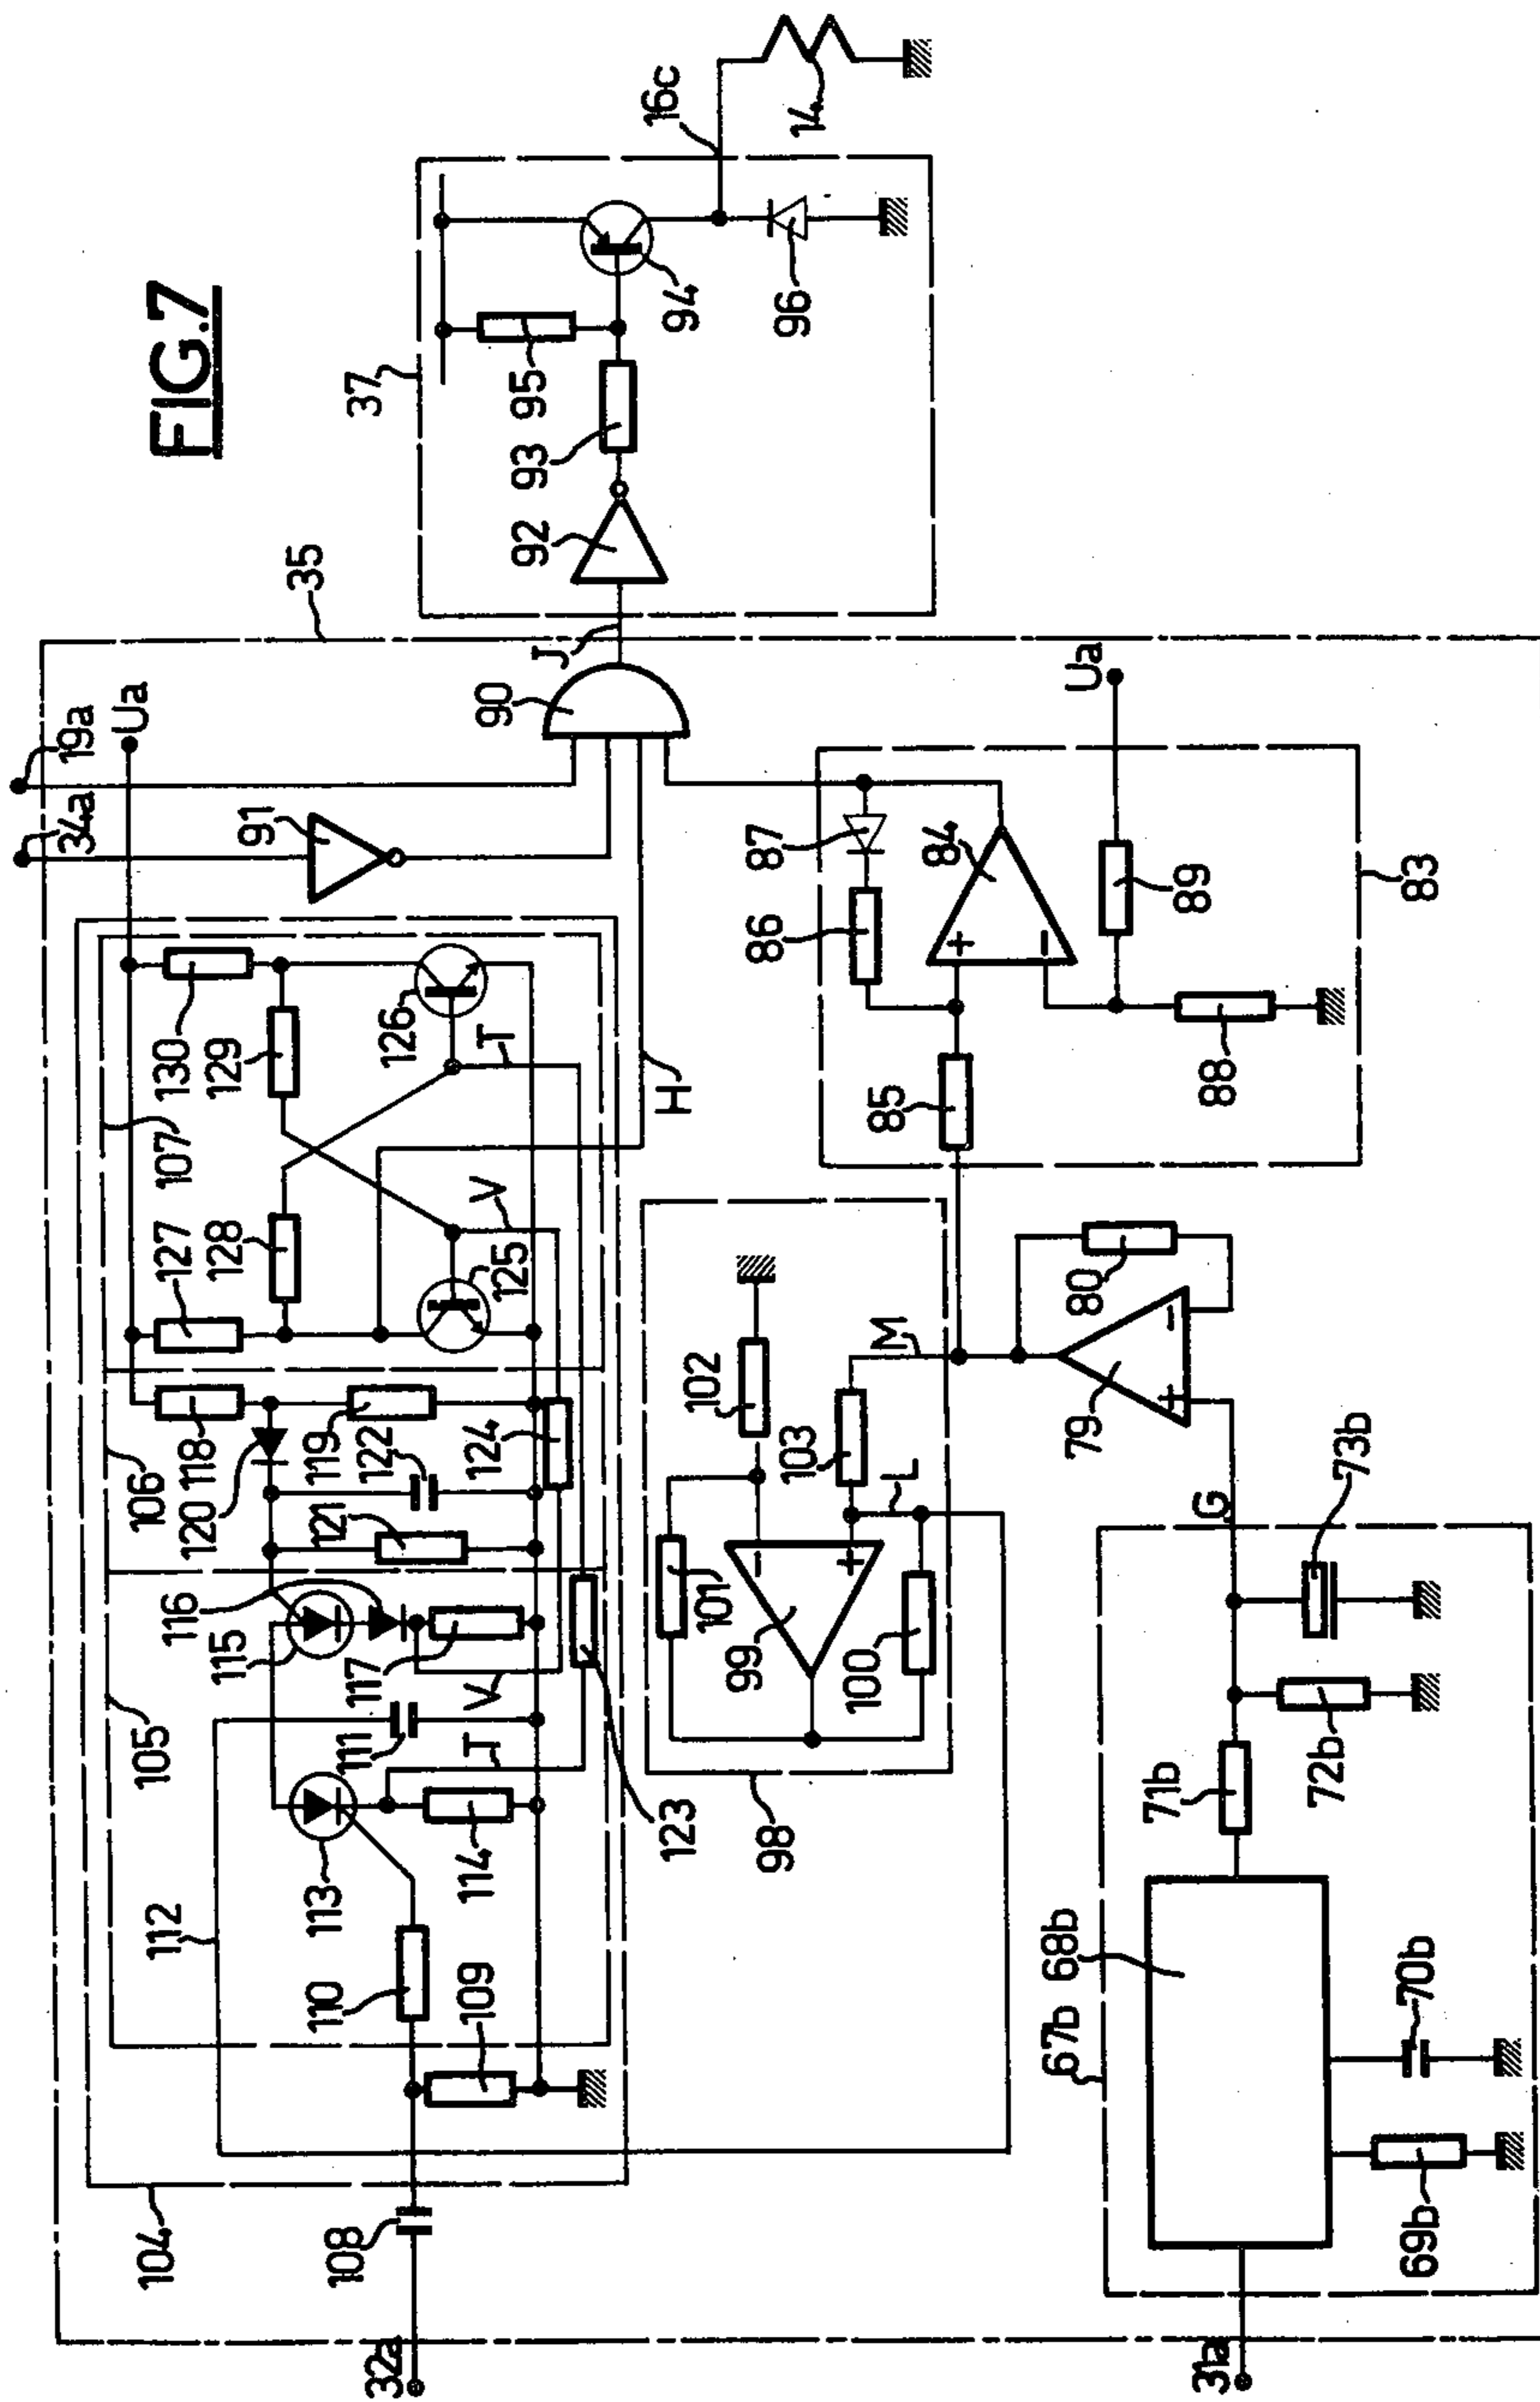 FIG.7
32a
108
104
112
110
109
113
114
105
111
T
V
115
116
117
123
121
120
122
106
118
119
124
127
128
125
V
107
130
129
126
T
H
Ua
34a
19a
91
90
J
35
37
92
93
95
94
96
16c
14
98
99
100
101
102
103
L
M
85
86
87
84
+
-
88
89
Ua
83
79
+
-
80
-
+
G
31a
67b
68b
69b
70b
71b
72b
73b